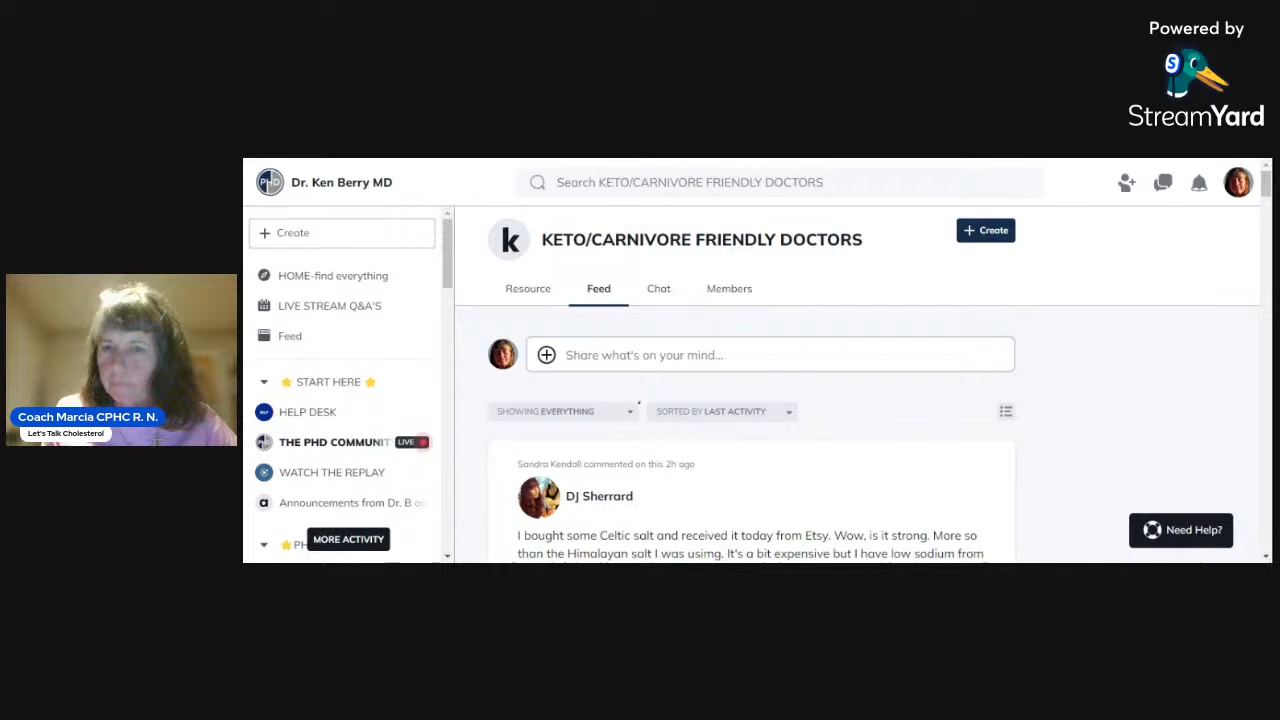 Powered by
StreamYard
PHD Dr. Ken Berry MD
Search KETO/CARNIVORE FRIENDLY DOCTORS
Create
HOME-find everything
LIVE STREAM Q&A'S
Feed
START HERE
HELP DESK
THE PHD COMMUNIT LIVE
WATCH THE REPLAY
a Announcements from Dr. B
PH
MORE ACTIVITY
k KETO/CARNIVORE FRIENDLY DOCTORS
Create
Resource Feed Chat Members
Share what's on your mind...
SHOWING EVERYTHING SORTED BY LAST ACTIVITY
Sandra Kendall commented on this 2h ago
DJ Sherrard
I bought some Celtic salt and received it today from Etsy. Wow, is it strong. More so
than the Himalayan salt I was usimg. It's a bit expensive but I have low sodium from
Need Help?
Coach Marcia CPHC R. N.
Let's Talk Cholesterol